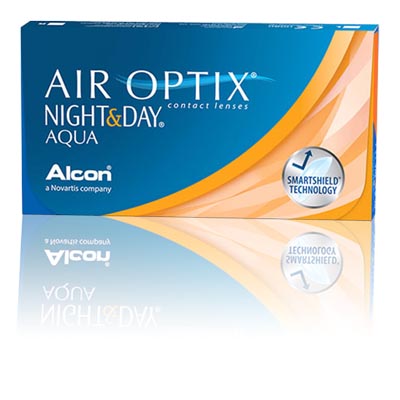 AIR OPTIX®
contact lenses
NIGHT&DAY®
AQUA
Alcon
a Novartis company
SMARTSHIELD®
TECHNOLOGY